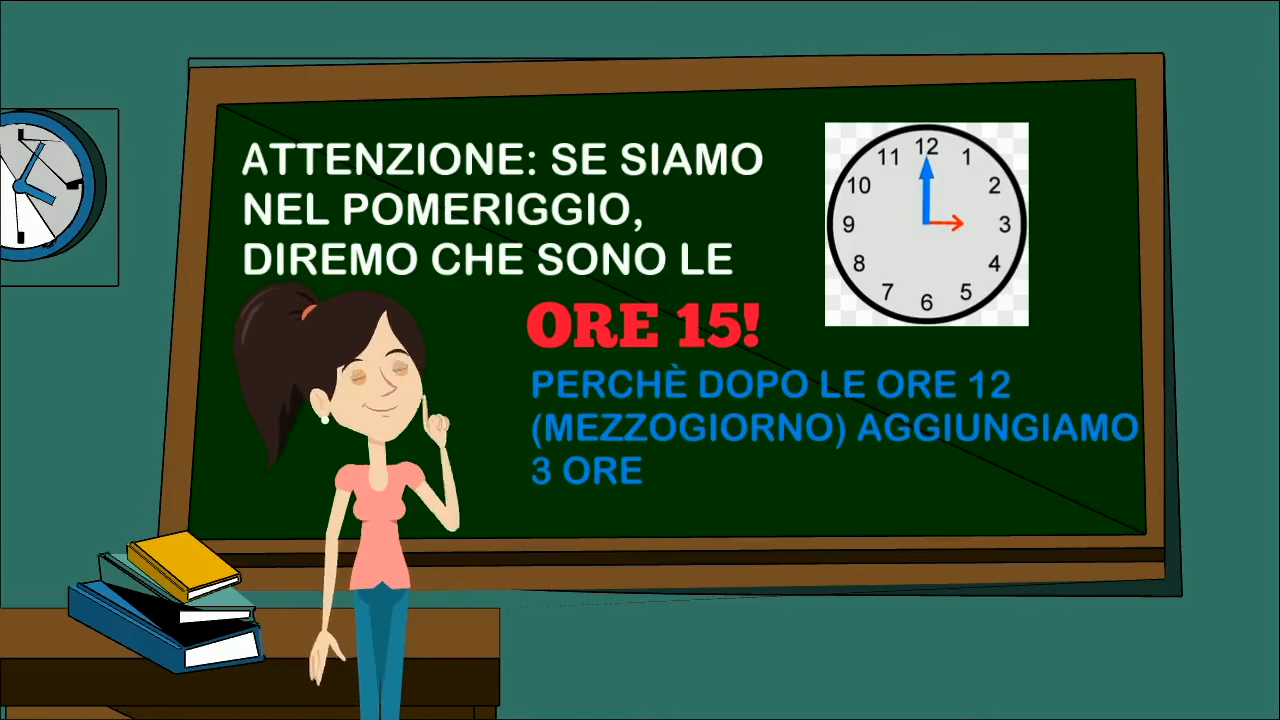 ATTENZIONE: SE SIAMO
NEL POMERIGGIO,
DIREMO CHE SONO LE
ORE 15!
PERCHÈ DOPO LE ORE 12
(MEZZOGIORNO) AGGIUNGIAMO
3 ORE
12
11 1
10 2
9 3
8 4
7 5
6